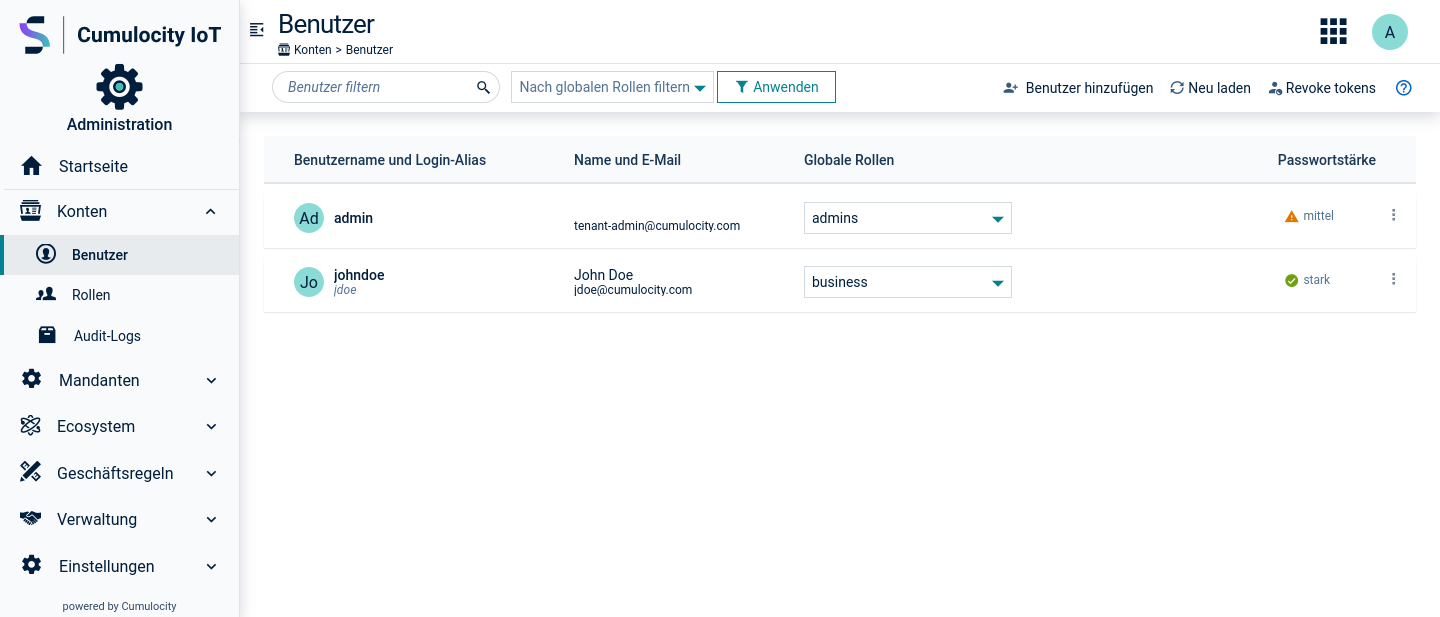 Cumulocity IoT
Administration
Startseite
Konten
Benutzer
Rollen
Audit-Logs
Mandanten
Ecosystem
Geschäftsregeln
Verwaltung
Einstellungen
powered by Cumulocity
Benutzer
Konten > Benutzer
A
Benutzer filtern
Nach globalen Rollen filtern
Anwenden
Benutzer hinzufügen
Neu laden
Revoke tokens
Benutzername und Login-Alias Name und E-Mail Globale Rollen Passwortstärke
Ad admin tenant-admin@cumulocity.com admins mittel
Jo johndoe John Doe business stark
jdoe jdoe@cumulocity.com